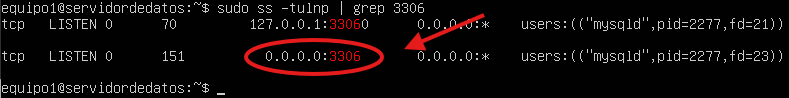 equipo1@servidordedatos:~$ sudo ss -tulnp | grep 3306
tcp LISTEN 0 70 127.0.0.1:33060 0.0.0.0:* users:(("mysqld",pid=2277,fd=21))
tcp LISTEN 0 151 0.0.0.0:3306 0.0.0.0:* users:(("mysqld",pid=2277,fd=23))
equipo1@servidordedatos:~$ _